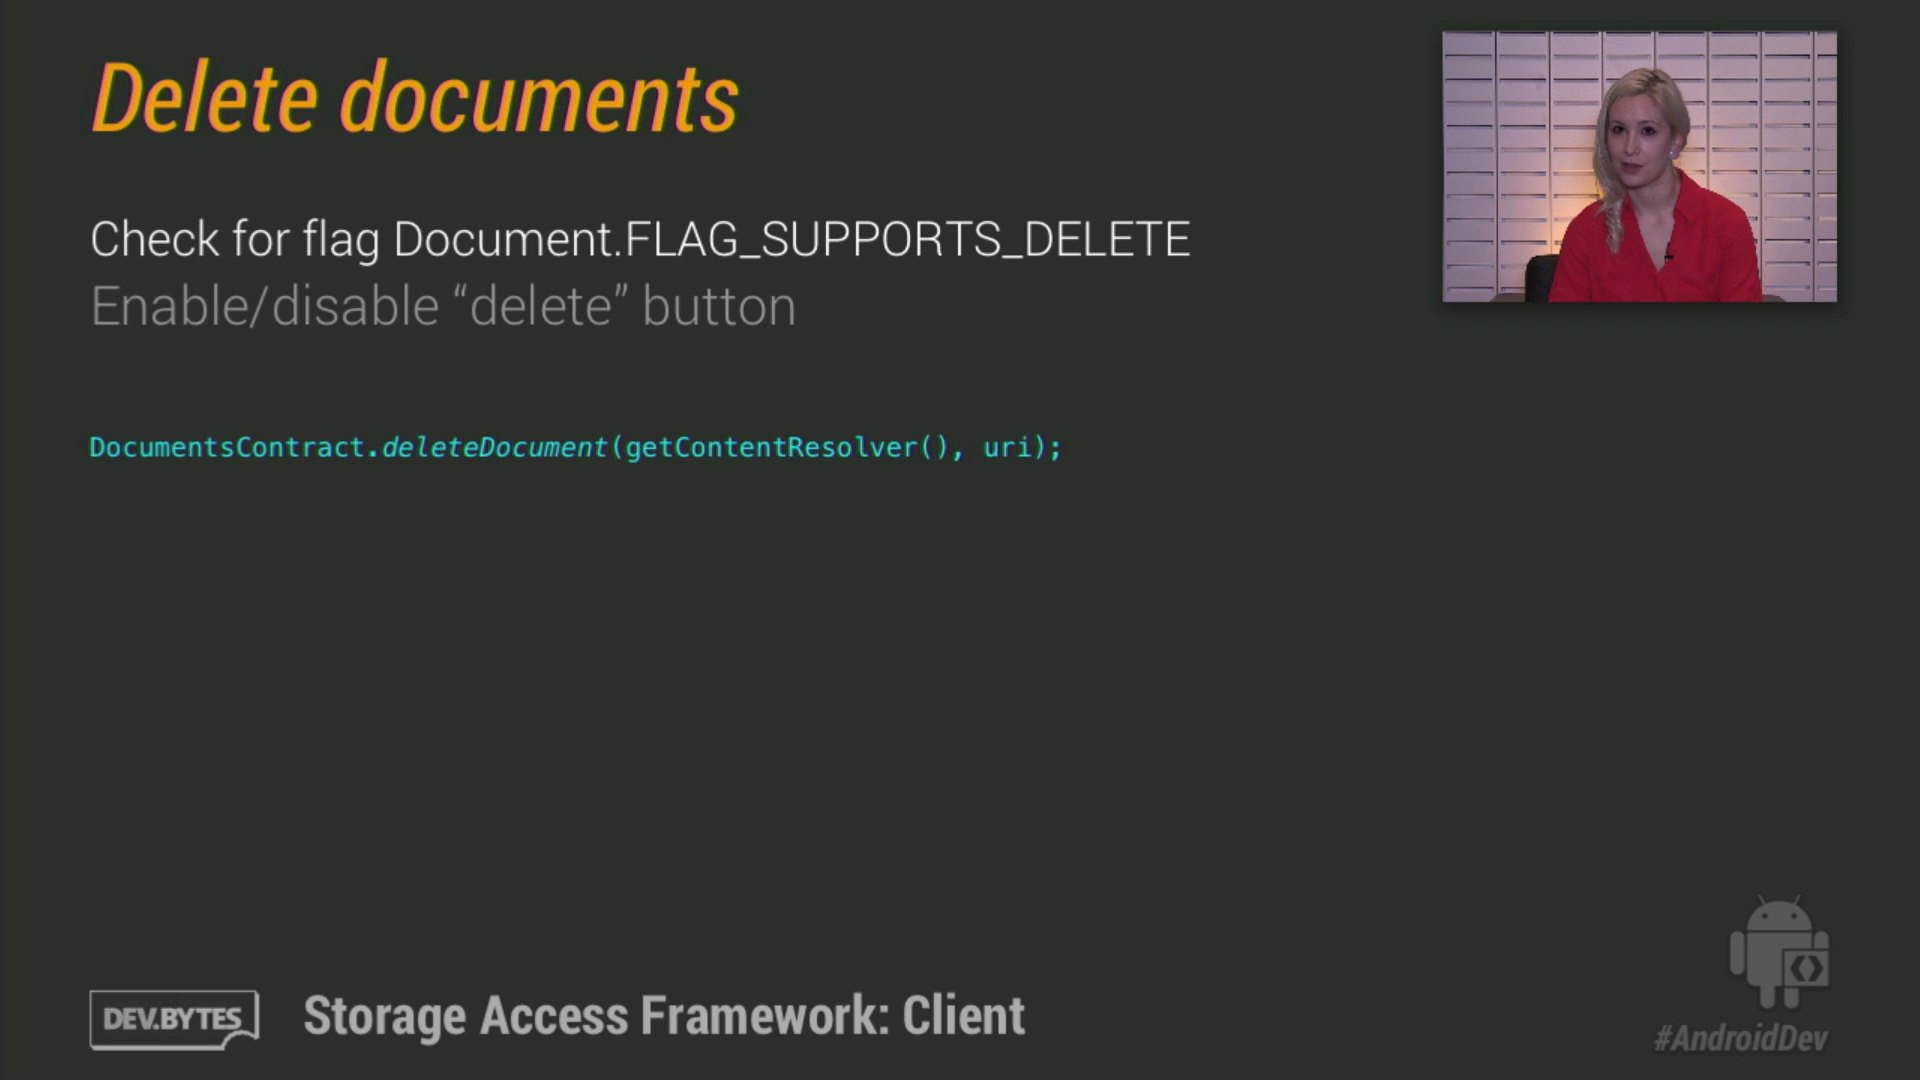 Delete documents
Check for flag Document.FLAG_SUPPORTS_DELETE
Enable/disable “delete” button
DocumentsContract.deleteDocument(getContentResolver(), uri);
DEV.BYTES
Storage Access Framework: Client
#AndroidDev